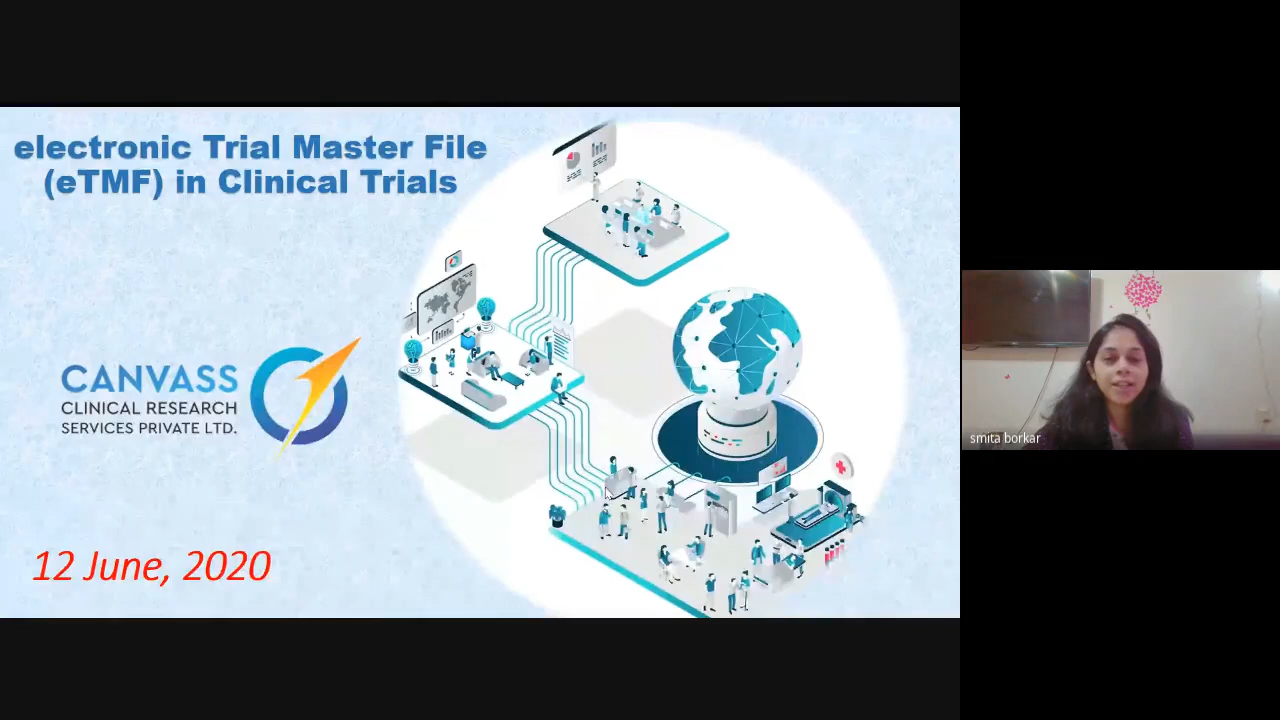 electronic Trial Master File
(eTMF) in Clinical Trials
CANVASS
CLINICAL RESEARCH
SERVICES PRIVATE LTD.
12 June, 2020
smita borkar